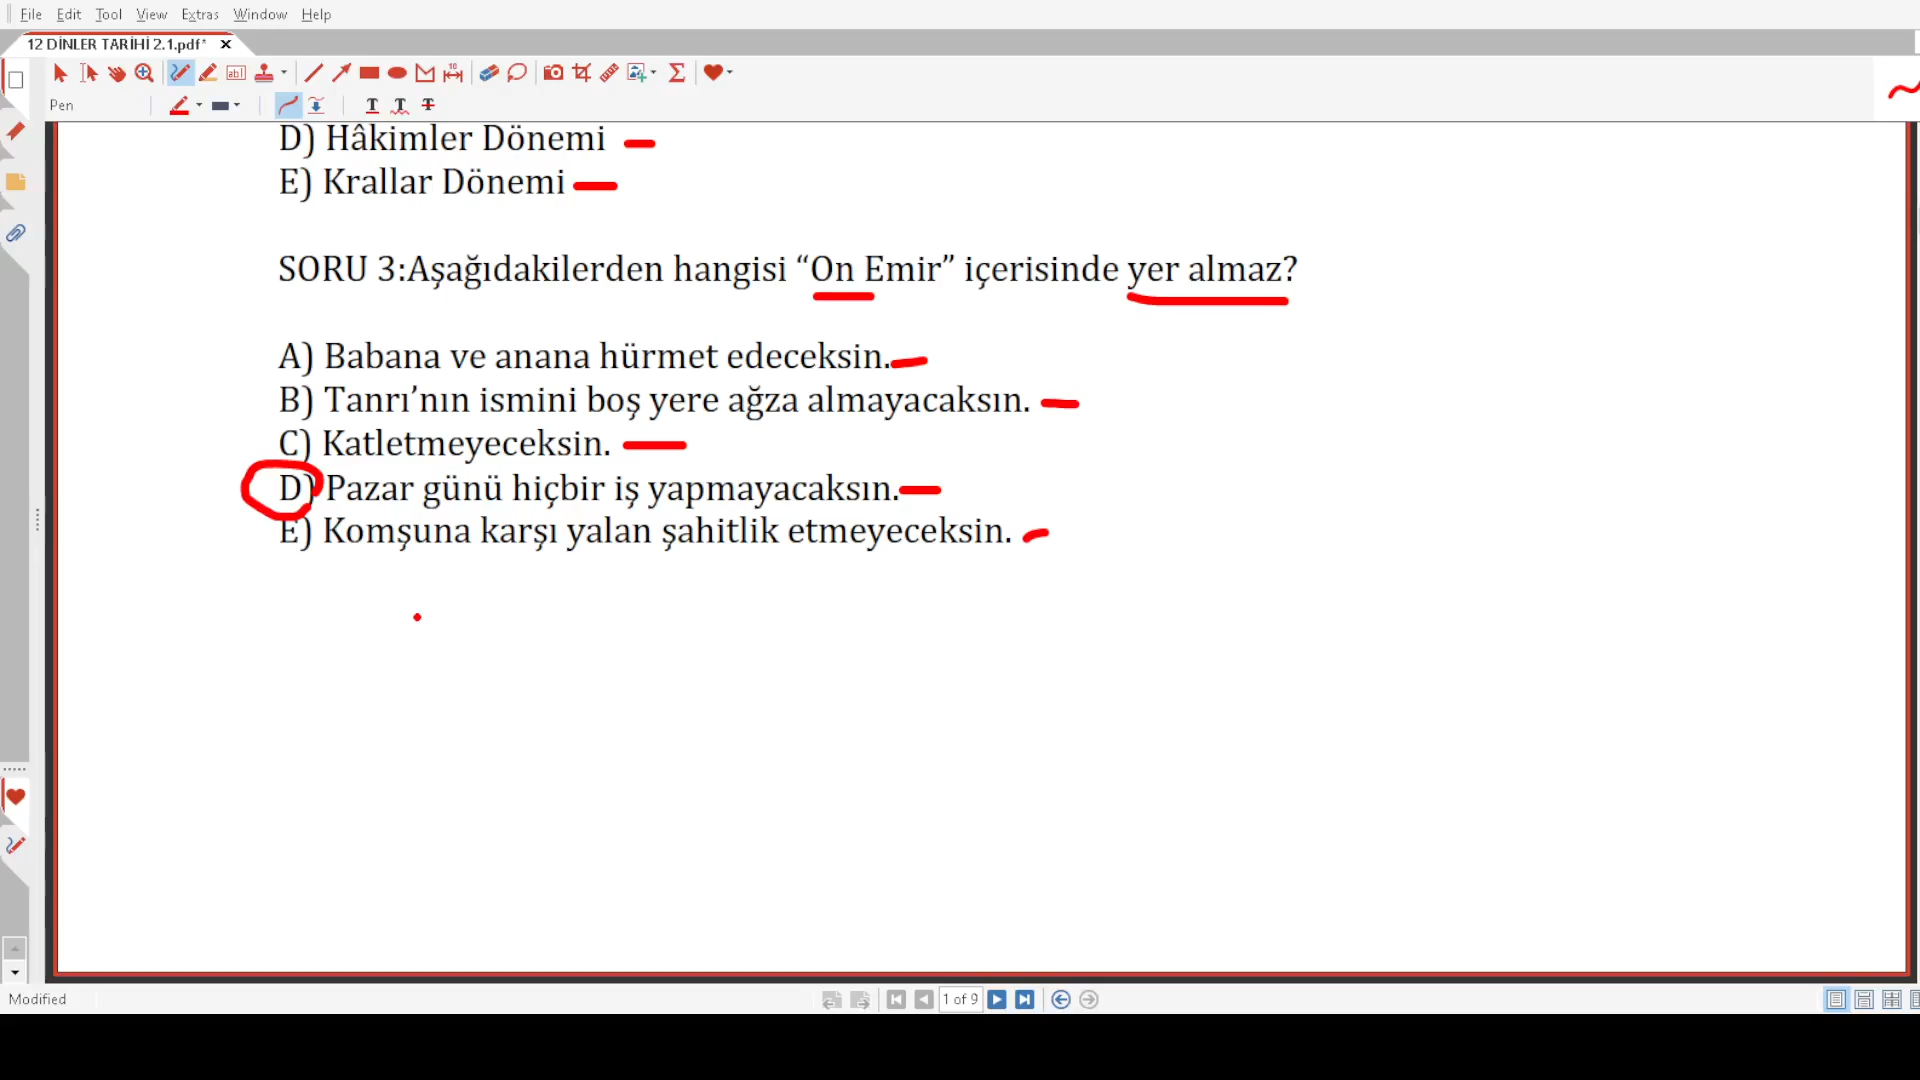 File Edit Tool View Extras Window Help
12 DİNLER TARİHİ 2.1.pdf*
Pen
D) Hâkimler Dönemi
E) Krallar Dönemi
SORU 3:Aşağıdakilerden hangisi “On Emir” içerisinde yer almaz?
A) Babana ve anana hürmet edeceksin.
B) Tanrı’nın ismini boş yere ağza almayacaksın.
C) Katletmeyeceksin.
D) Pazar günü hiçbir iş yapmayacaksın.
E) Komşuna karşı yalan şahitlik etmeyeceksin.
Modified
1 of 9